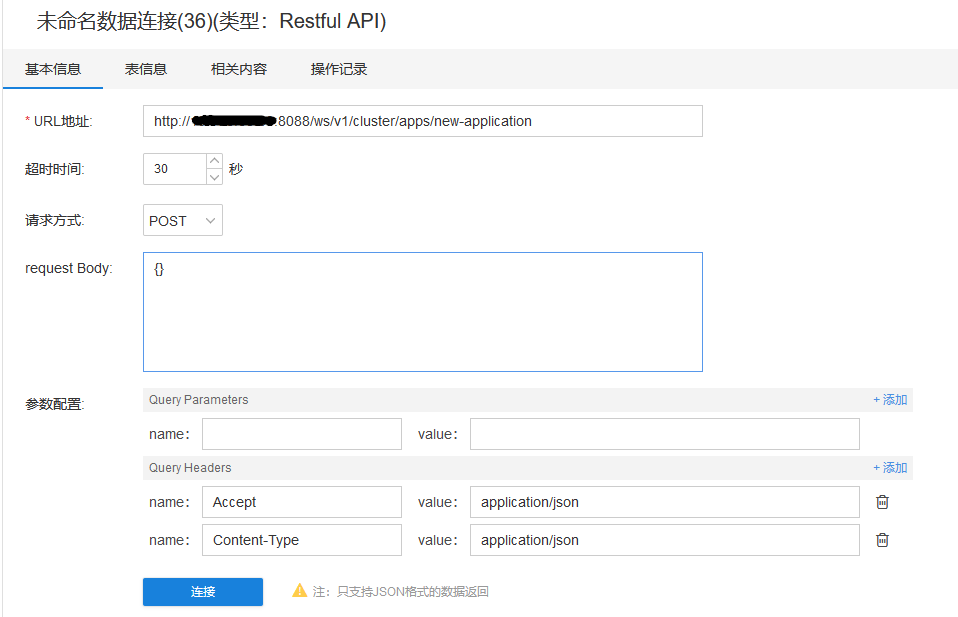 未命名数据连接(36)(类型：Restful API)
基本信息 表信息 相关内容 操作记录
* URL地址: http:// :8088/ws/v1/cluster/apps/new-application
超时时间: 30 秒
请求方式: POST
request Body: {}
参数配置: Query Parameters + 添加
name： value：
Query Headers + 添加
name： Accept value： application/json
name： Content-Type value： application/json
连接 注：只支持JSON格式的数据返回